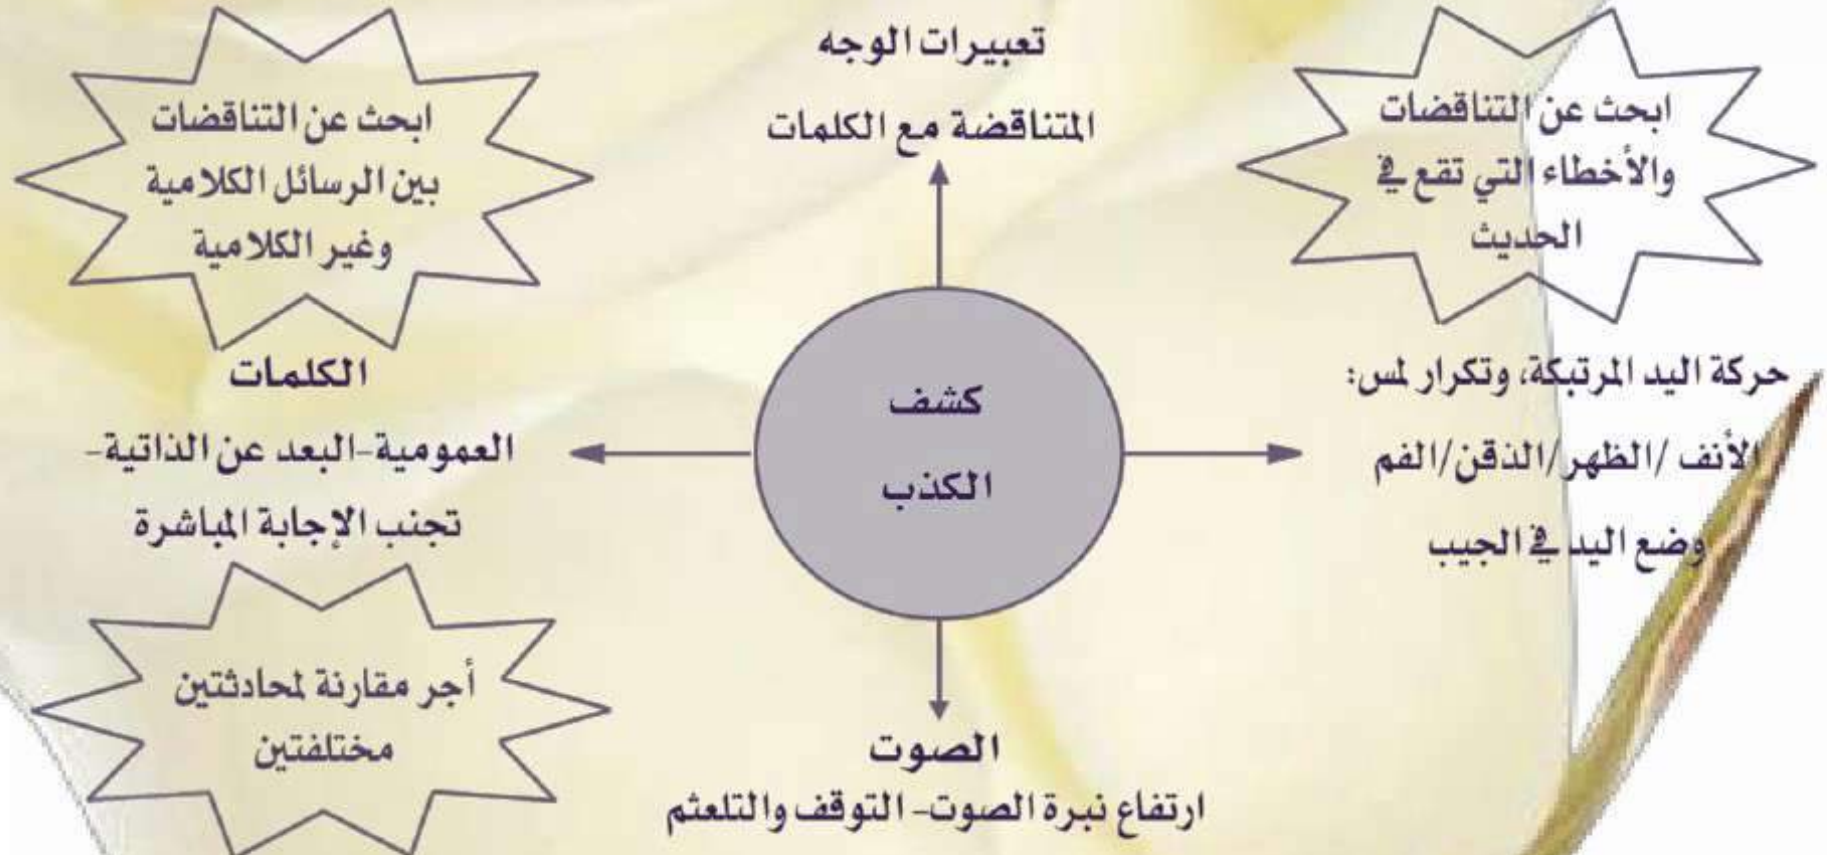 تعبيرات الوجه
المتناقضة مع الكلمات
ابحث عن التناقضات
والأخطاء التي تقع في
الحديث
ابحث عن التناقضات
بين الرسائل الكلامية
وغير الكلامية
حركة اليد المرتبكة، وتكرار لمس:
الأنف /الظهر/الذقن/الفم
وضع اليد في الجيب
كشف
الكذب
الكلمات
العمومية-البعد عن الذاتية-
تجنب الإجابة المباشرة
أجر مقارنة لمحادثتين
مختلفتين
الصوت
ارتفاع نبرة الصوت- التوقف والتلعثم